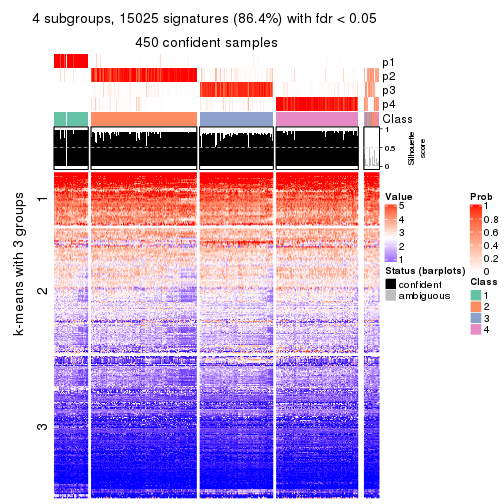 4 subgroups, 15025 signatures (86.4%) with fdr < 0.05
450 confident samples
p1
p2
p3
p4
Class
1
0.5
0
Silhouette
score
k-means with 3 groups
1
2
3
Value
5
4
3
2
1
Status (barplots)
confident
ambiguous
Prob
1
0.8
0.6
0.4
0.2
0
Class
1
2
3
4